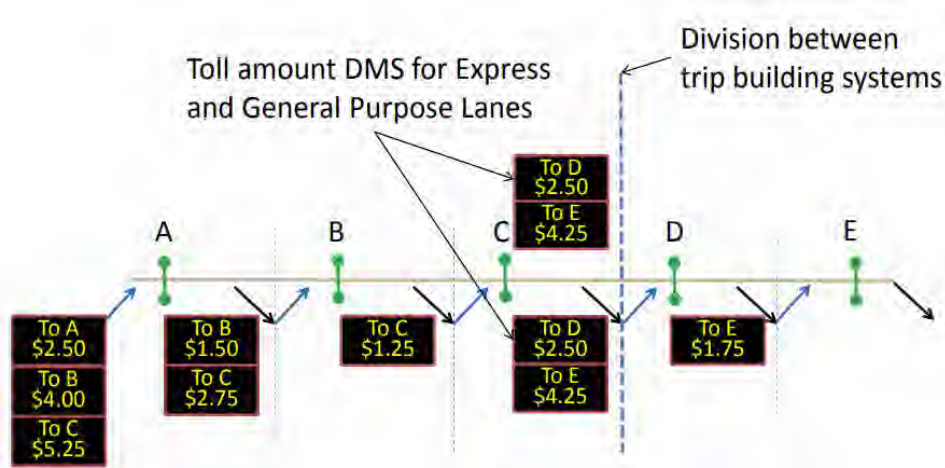 Division between
trip building systems
Toll amount DMS for Express
and General Purpose Lanes
To D
$2.50
To E
$4.25
A
B
C
D
E
To A
$2.50
To B
$4.00
To C
$5.25
To B
$1.50
To C
$2.75
To C
$1.25
To D
$2.50
To E
$4.25
To E
$1.75